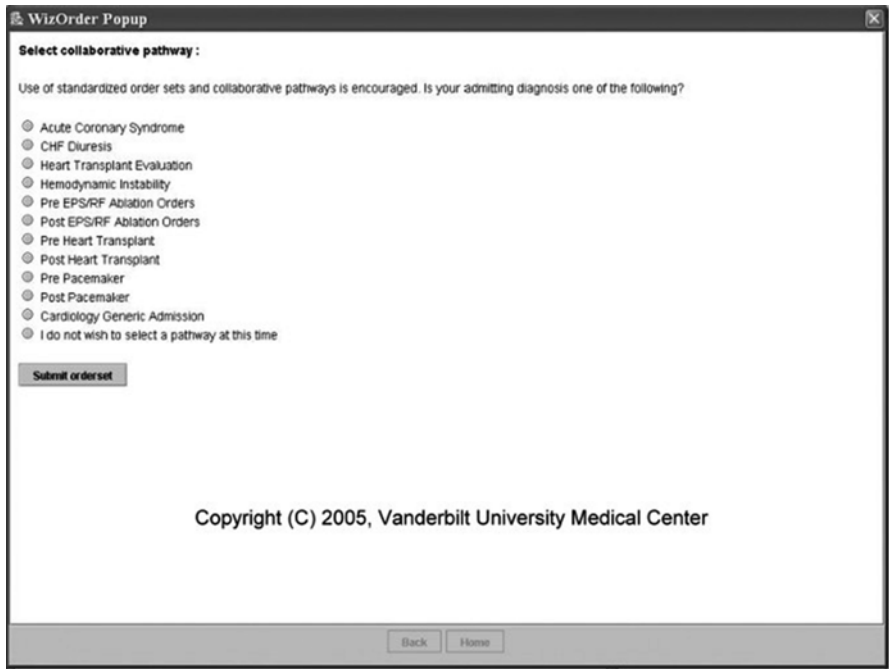 WizOrder Popup
Select collaborative pathway :
Use of standardized order sets and collaborative pathways is encouraged. Is your admitting diagnosis one of the following?
Acute Coronary Syndrome
CHF Diuresis
Heart Transplant Evaluation
Hemodynamic Instability
Pre EPS/RF Ablation Orders
Post EPS/RF Ablation Orders
Pre Heart Transplant
Post Heart Transplant
Pre Pacemaker
Post Pacemaker
Cardiology Generic Admission
I do not wish to select a pathway at this time
Submit orderset
Copyright (C) 2005, Vanderbilt University Medical Center
Back Home